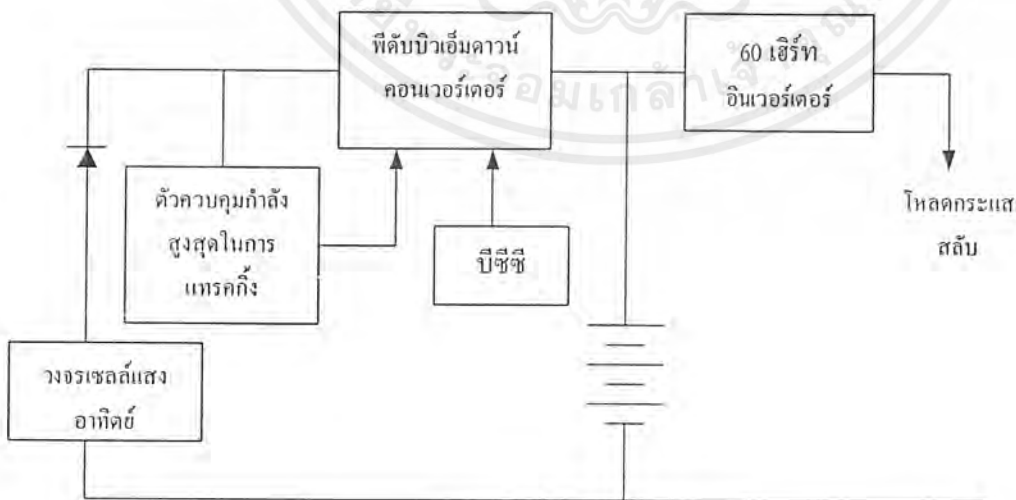 พีดับบิวเอ็มดาวน์
คอนเวอร์เตอร์
60 เฮิร์ท
อินเวอร์เตอร์
ตัวควบคุมกำลัง
สูงสุดในการ
แทรคกิ้ง
บีซีซี
โหลดกระแส
สลับ
วงจรเซลล์แสง
อาทิตย์